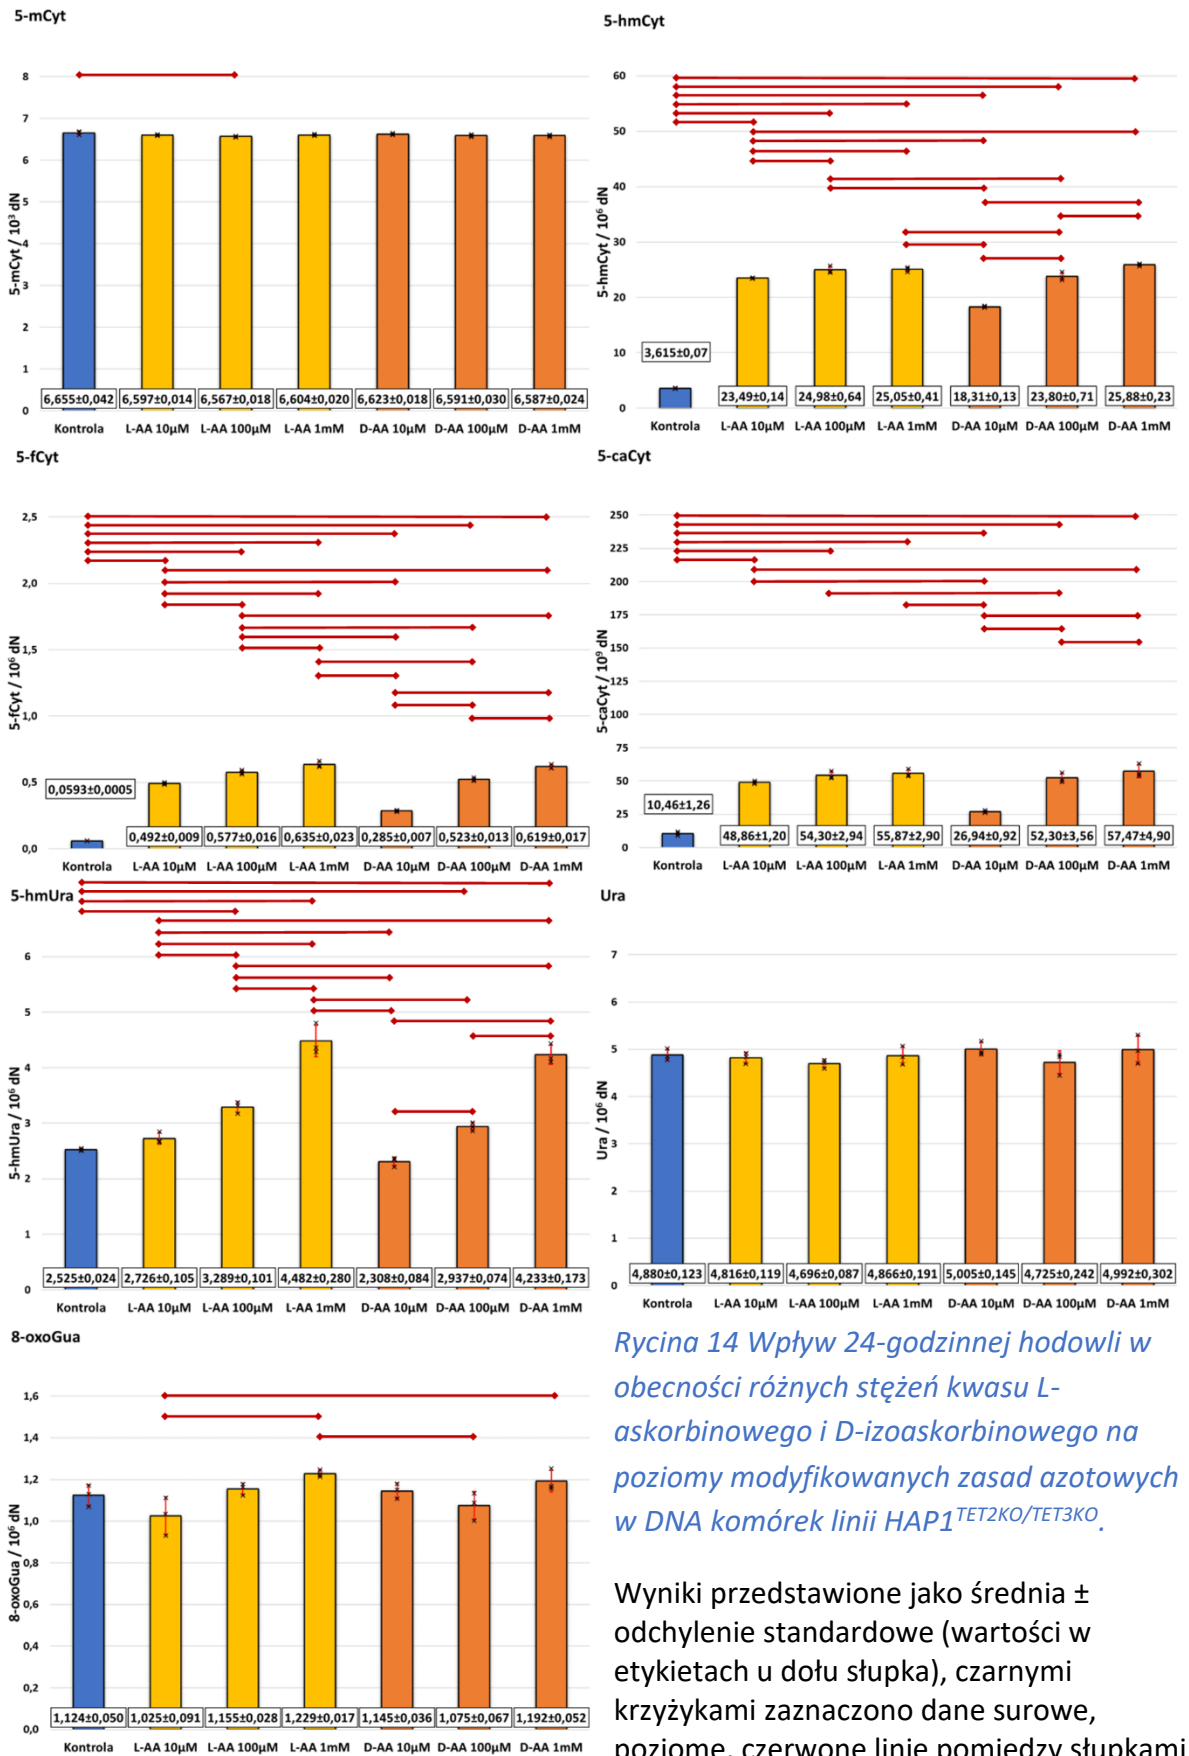 5-mCyt
8
7
6
5
4
3
2
1
0
5-mCyt / 10³ dN
6,655±0,042 6,597±0,014 6,567±0,018 6,604±0,020 6,623±0,018 6,591±0,030 6,587±0,024
Kontrola L-AA 10µM L-AA 100µM L-AA 1mM D-AA 10µM D-AA 100µM D-AA 1mM
5-hmCyt
60
50
40
30
20
10
0
5-hmCyt / 10⁶ dN
3,615±0,07
23,49±0,14 24,98±0,64 25,05±0,41 18,31±0,13 23,80±0,71 25,88±0,23
Kontrola L-AA 10µM L-AA 100µM L-AA 1mM D-AA 10µM D-AA 100µM D-AA 1mM
5-fCyt
2,5
2,0
1,5
1,0
0,5
0,0
5-fCyt / 10⁶ dN
0,0593±0,0005
0,492±0,009 0,577±0,016 0,635±0,023 0,285±0,007 0,523±0,013 0,619±0,017
Kontrola L-AA 10µM L-AA 100µM L-AA 1mM D-AA 10µM D-AA 100µM D-AA 1mM
5-caCyt
250
225
200
175
150
125
100
75
50
25
0
5-caCyt / 10⁹ dN
10,46±1,26
48,86±1,20 54,30±2,94 55,87±2,90 26,94±0,92 52,30±3,56 57,47±4,90
Kontrola L-AA 10µM L-AA 100µM L-AA 1mM D-AA 10µM D-AA 100µM D-AA 1mM
5-hmUra
6
5
4
3
2
1
0
5-hmUra / 10⁶ dN
2,525±0,024 2,726±0,105 3,289±0,101 4,482±0,280 2,308±0,084 2,937±0,074 4,233±0,173
Kontrola L-AA 10µM L-AA 100µM L-AA 1mM D-AA 10µM D-AA 100µM D-AA 1mM
Ura
7
6
5
4
3
2
1
0
Ura / 10⁶ dN
4,880±0,123 4,816±0,119 4,696±0,087 4,866±0,191 5,005±0,145 4,725±0,242 4,992±0,302
Kontrola L-AA 10µM L-AA 100µM L-AA 1mM D-AA 10µM D-AA 100µM D-AA 1mM
8-oxoGua
1,6
1,4
1,2
1,0
0,8
0,6
0,4
0,2
0,0
8-oxoGua / 10⁶ dN
1,124±0,050 1,025±0,091 1,155±0,028 1,229±0,017 1,145±0,036 1,075±0,067 1,192±0,052
Kontrola L-AA 10µM L-AA 100µM L-AA 1mM D-AA 10µM D-AA 100µM D-AA 1mM
Rycina 14 Wpływ 24-godzinnej hodowli w
obecności różnych stężeń kwasu L-
askorbinowego i D-izoaskorbinowego na
poziomy modyfikowanych zasad azotowych
w DNA komórek linii HAP1ᵀᴱᵀ²ᴷᴼ/ᵀᴱᵀ³ᴷᴼ.
Wyniki przedstawione jako średnia ±
odchylenie standardowe (wartości w
etykietach u dołu słupka), czarnymi
krzyżykami zaznaczono dane surowe,
poziome, czerwone linie pomiędzy słupkami